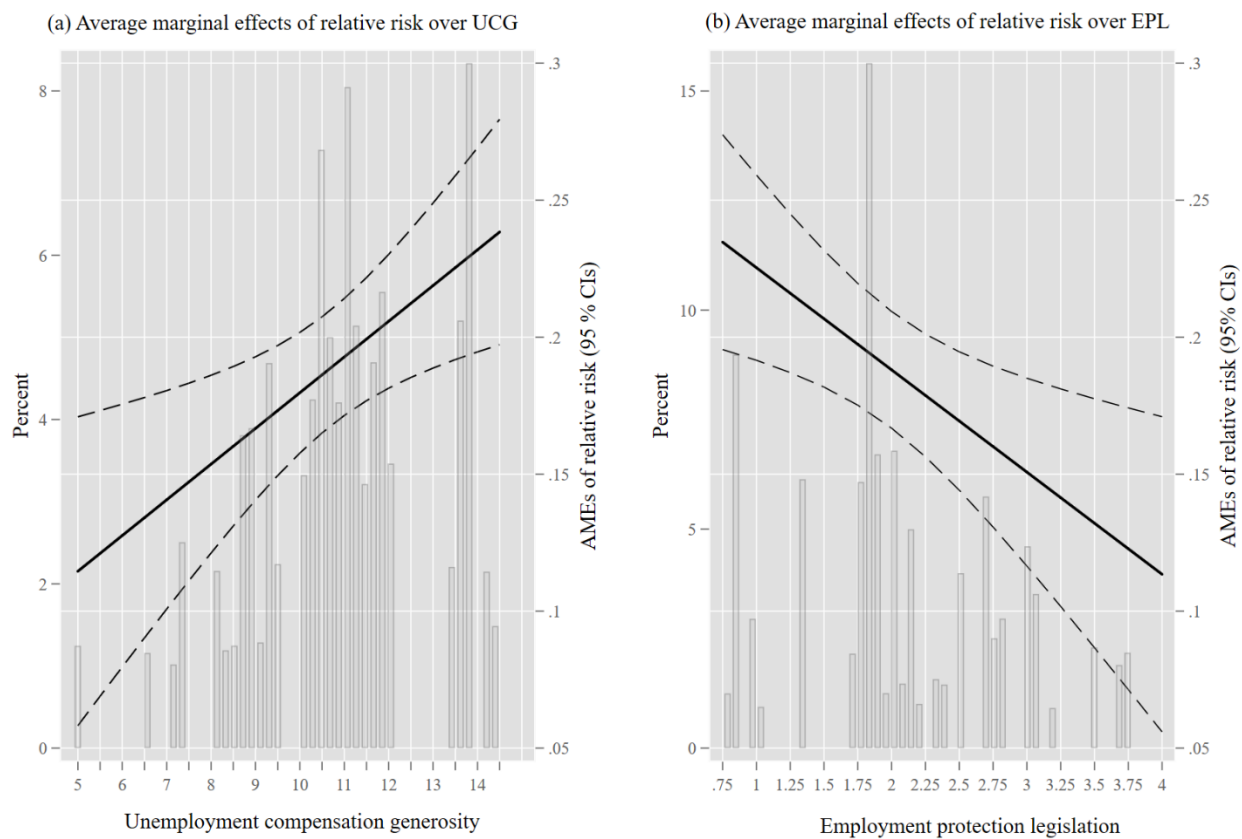 (a) Average marginal effects of relative risk over UCG
8
6
4
2
0
Percent
.3
.25
.2
.15
.1
.05
AMEs of relative risk (95 % CIs)
5 6 7 8 9 10 11 12 13 14
Unemployment compensation generosity
(b) Average marginal effects of relative risk over EPL
15
10
5
0
Percent
.3
.25
.2
.15
.1
.05
AMEs of relative risk (95% CIs)
.75 1 1.25 1.5 1.75 2 2.25 2.5 2.75 3 3.25 3.5 3.75 4
Employment protection legislation